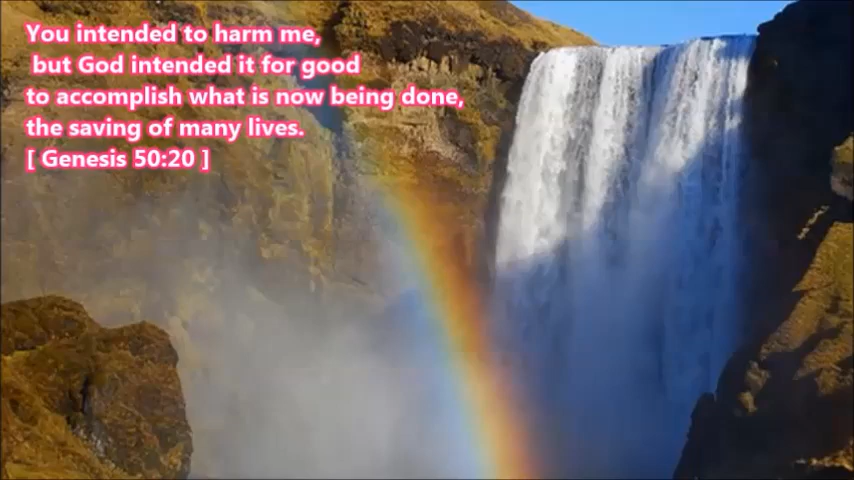 You intended to harm me,
but God intended it for good
to accomplish what is now being done,
the saving of many lives.
[ Genesis 50:20 ]